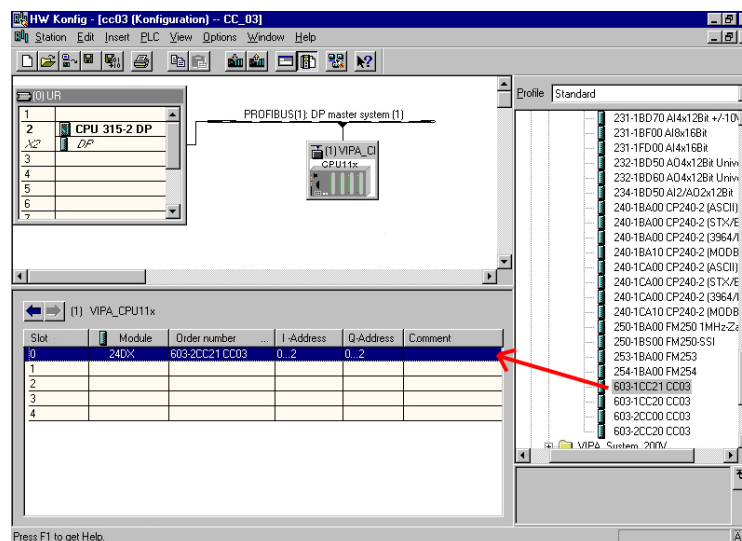 HW Konfig - [cc03 (Konfiguration) -- CC_03]
Station Edit Insert PLC View Options Window Help
(0) UR
1
2 CPU 315-2 DP
X2 DP
3
4
5
6
7
PROFIBUS(1): DP master system (1)
(1) VIPA_CI
CPU11x
(1) VIPA_CPU11x
Slot Module Order number ... I-Address Q-Address Comment
0 24DX 603-2CC21 CC03 0...2 0...2
1
2
3
4
Profile Standard
231-1BD70 AI4x12Bit +/-10V
231-1BF00 AI8x16Bit
231-1FD00 AI4x16Bit
232-1BD50 AO4x12Bit Unive
232-1BD60 AO4x12Bit Unive
234-1BD50 AI2/AO2x12Bit
240-1BA00 CP240-2 (ASCII)
240-1BA00 CP240-2 (STX/E
240-1BA00 CP240-2 (3964/
240-1BA10 CP240-2 (MODB
240-1CA00 CP240-2 (ASCII)
240-1CA00 CP240-2 (STX/E
240-1CA00 CP240-2 (3964/
240-1CA10 CP240-2 (MODB
250-1BA00 FM250 1MHz-Zä
250-1BS00 FM250-SSI
253-1BA00 FM253
254-1BA00 FM254
603-1CC21 CC03
603-1CC20 CC03
603-2CC00 CC03
603-2CC20 CC03
VIPA_System_200V
Press F1 to get Help.